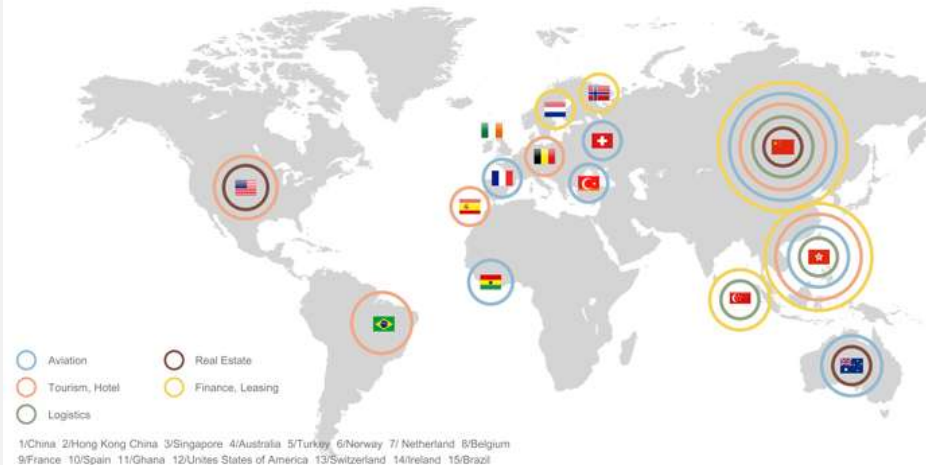 Aviation
Real Estate
Tourism, Hotel
Finance, Leasing
Logistics
1/China 2/Hong Kong China 3/Singapore 4/Australia 5/Turkey 6/Norway 7/ Netherland 8/Belgium
9/France 10/Spain 11/Ghana 12/Unites States of America 13/Switzerland 14/Ireland 15/Brazil